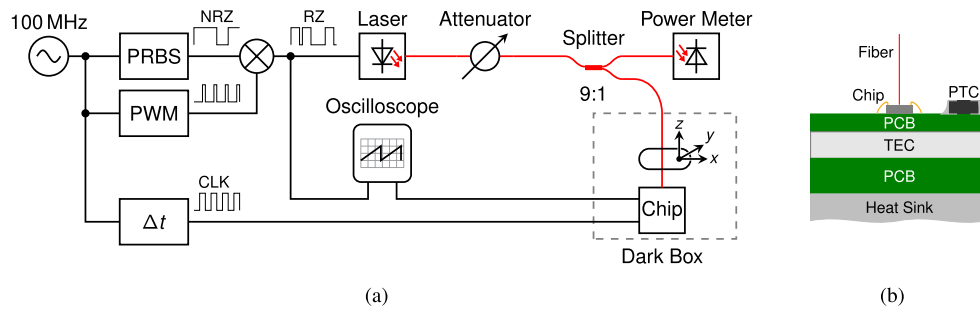 100 MHz
NRZ
RZ
Laser
Attenuator
Splitter
Power Meter
PRBS
PWM
9:1
Oscilloscope
CLK
Δt
z
y
x
Chip
Dark Box
(a)
Fiber
Chip
PTC
PCB
TEC
PCB
Heat Sink
(b)